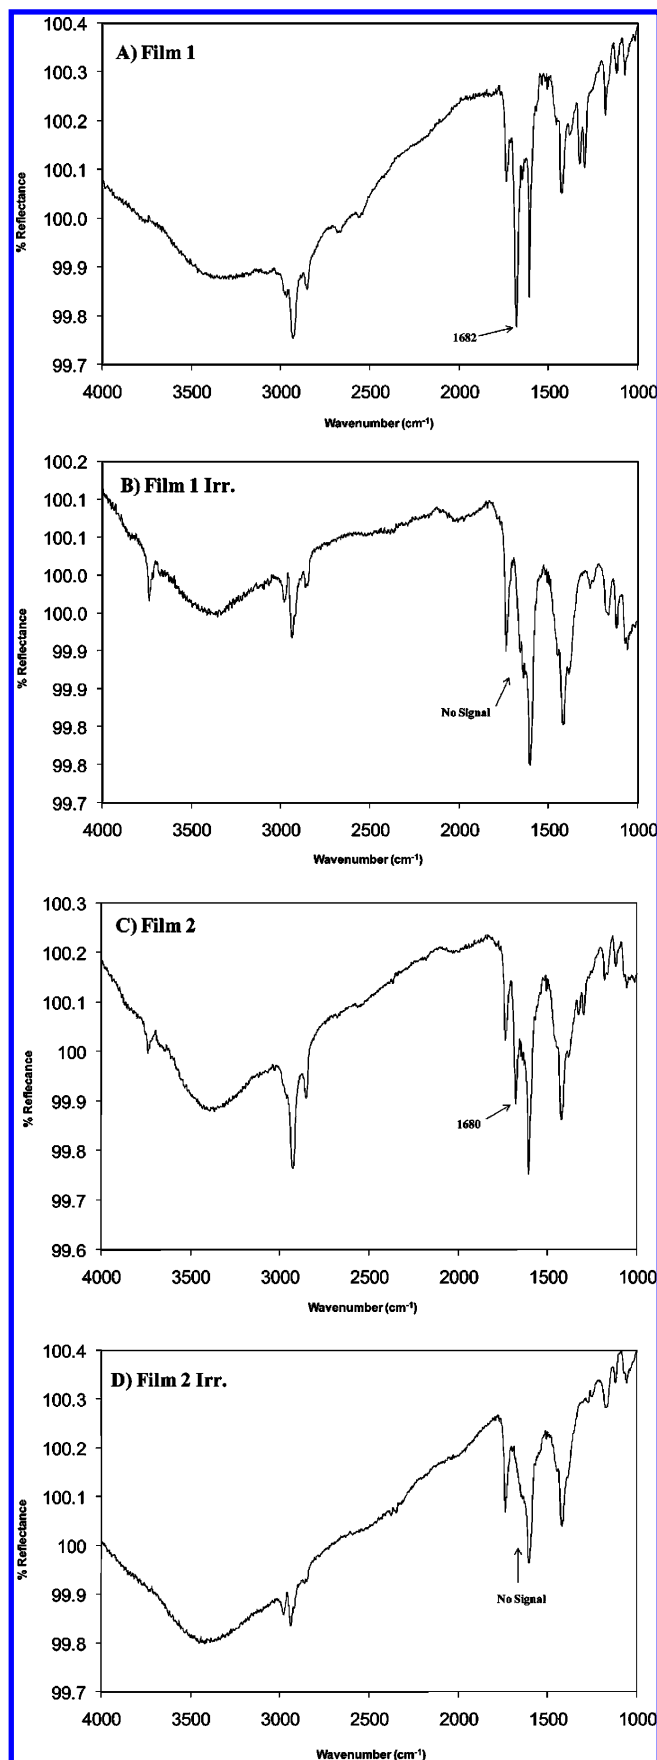 A) Film 1
100.4
100.3
100.2
100.1
100.0
99.9
99.8
99.7
% Reflectance
1682
4000 3500 3000 2500 2000 1500 1000
Wavenumber (cm-1)
B) Film 1 Irr.
100.2
100.1
100.1
100.0
100.0
99.9
99.9
99.8
99.8
99.7
% Reflectance
No Signal
4000 3500 3000 2500 2000 1500 1000
Wavenumber (cm-1)
C) Film 2
100.3
100.2
100.1
100
99.9
99.8
99.7
99.6
% Reflecance
1680
4000 3500 3000 2500 2000 1500 1000
Wavenumber (cm-1)
D) Film 2 Irr.
100.4
100.3
100.2
100.1
100
99.9
99.8
99.7
% Reflectance
No Signal
4000 3500 3000 2500 2000 1500 1000
Wavenumber (cm-1)